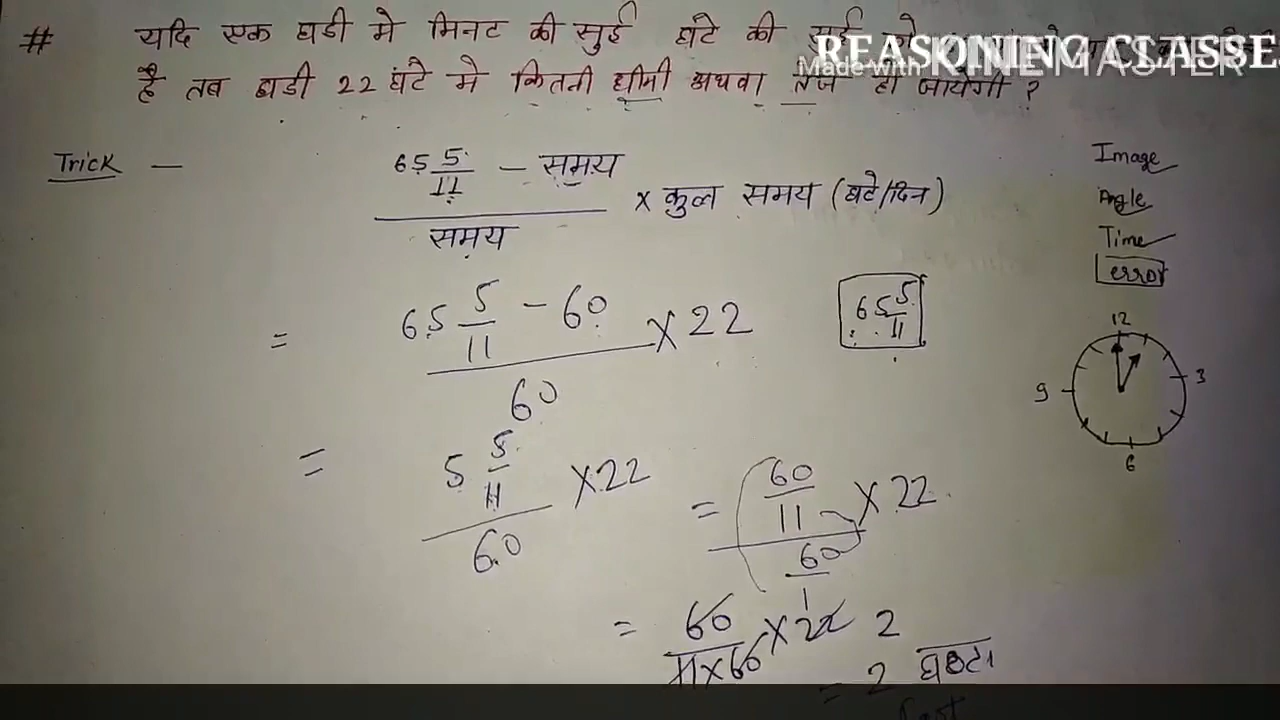 # यदि एक घडी मे मिनट की सुई घंटे की सुई को
REASONING CLASSES
Made with KINEMASTER
है तब घडी 22 घंटे मे कितनी धीमी अथवा तेज हो जायेगी ?
Trick — 65 5/11 - समय / समय × कुल समय (घंटे/दिन)
Image
Angle
Time
error
= 65 5/11 - 60 / 60 × 22
65 5/11
12
9 3
6
= 5 5/11 / 60 × 22 = 60/11 / 60/1 × 22
= 60 / 11×60 × 22 2
= 2 घण्टा